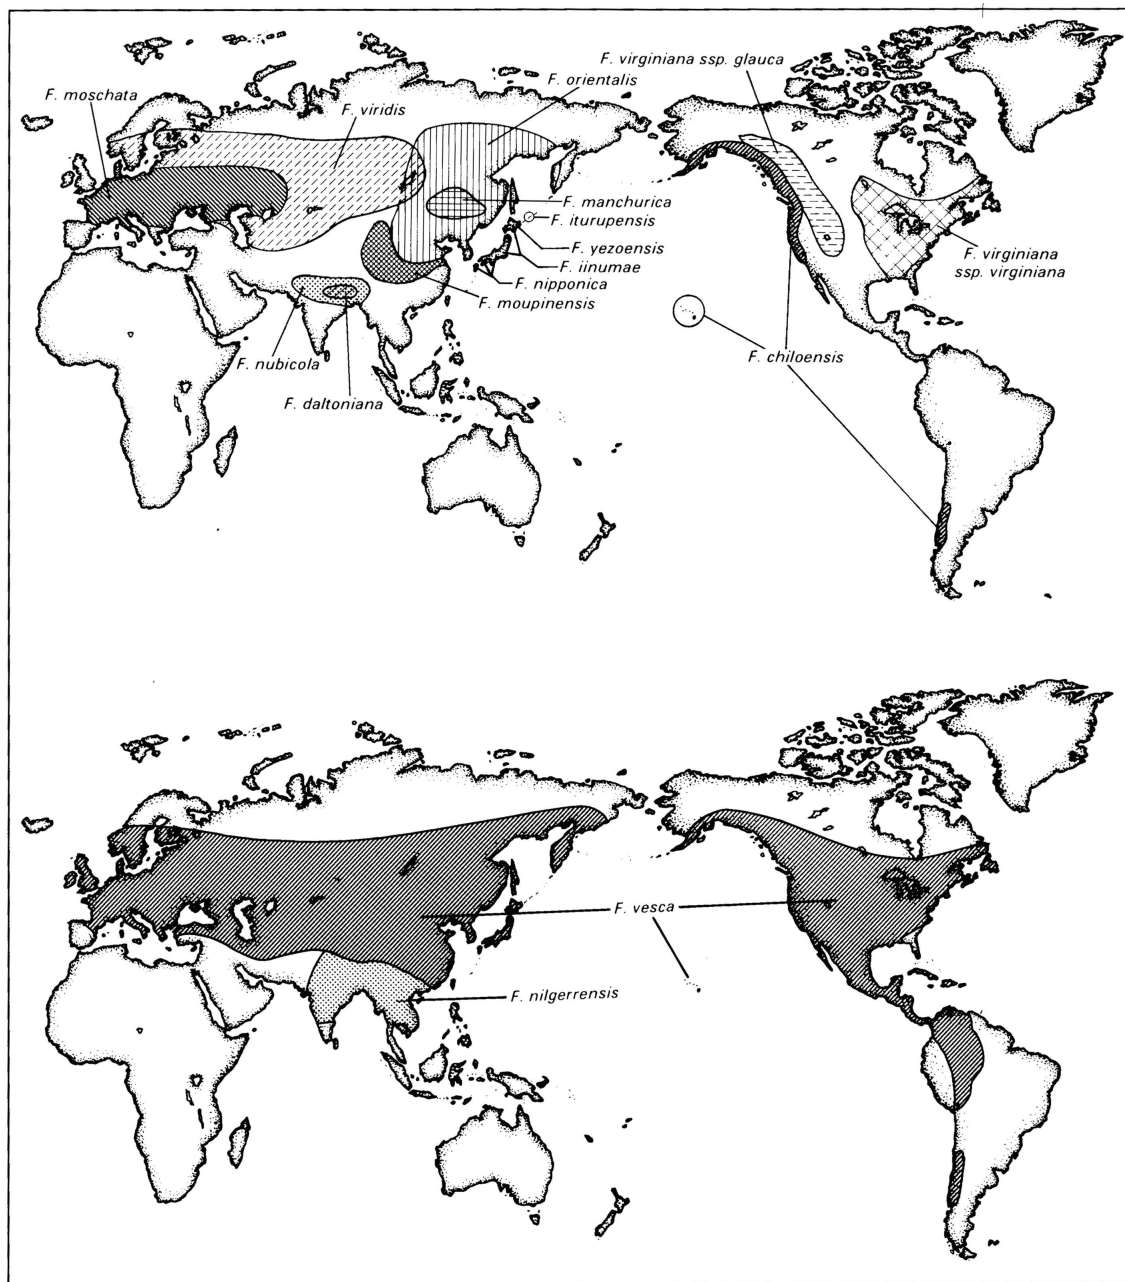 F. virginiana ssp. glauca
F. orientalis
F. moschata
F. viridis
F. manchurica
F. iturupensis
F. yezoensis
F. iinumae
F. nipponica
F. moupinensis
F. virginiana
ssp. virginiana
F. nubicola
F. chiloensis
F. daltoniana
F. vesca
F. nilgerrensis